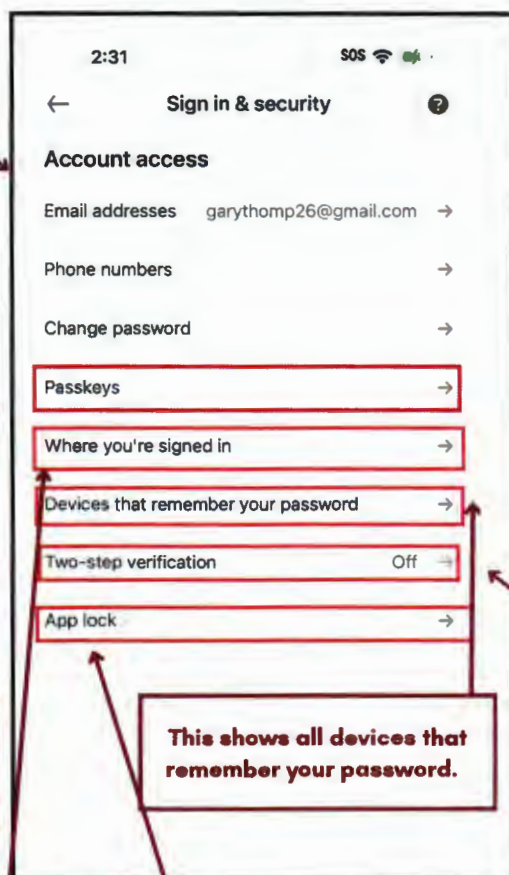 2:31 SOS
← Sign in & security ?
Account access
Email addresses garythomp26@gmail.com →
Phone numbers →
Change password →
Passkeys →
Where you're signed in →
Devices that remember your password →
Two-step verification Off →
App lock →
This shows all devices that
remember your password.